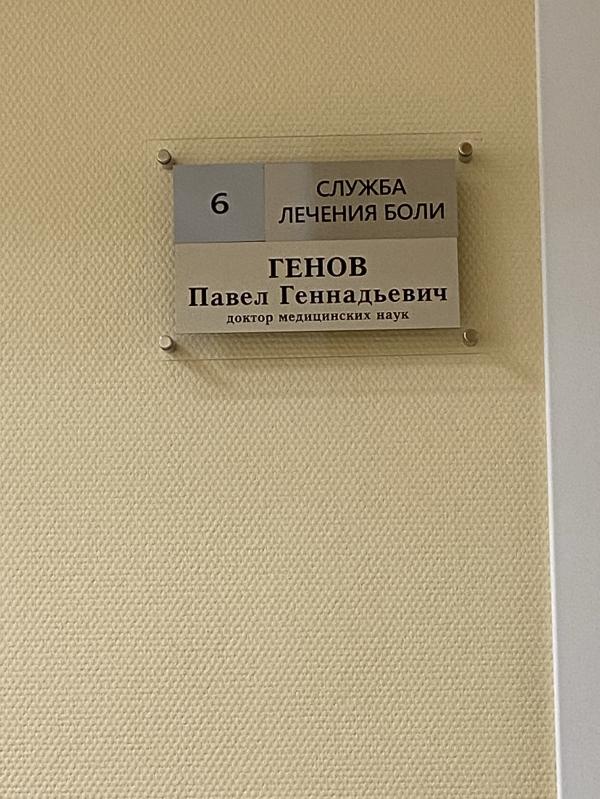 6
СЛУЖБА
ЛЕЧЕНИЯ БОЛИ
ГЕНОВ
Павел Геннадьевич
доктор медицинских наук